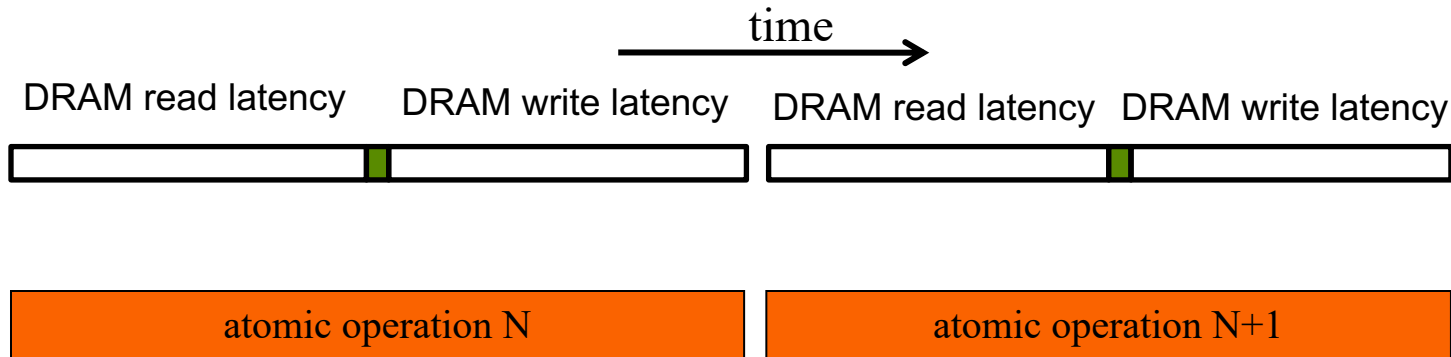 time
DRAM read latency DRAM write latency DRAM read latency DRAM write latency
atomic operation N atomic operation N+1